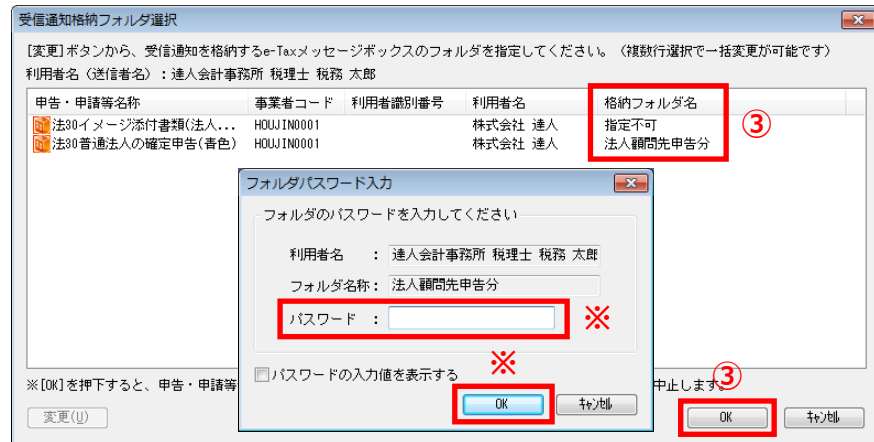 受信通知格納フォルダ選択
[変更]ボタンから、受信通知を格納するe-Taxメッセージボックスのフォルダを指定してください。（複数行選択で一括変更が可能です）
利用者名（送信者名）：達人会計事務所 税理士 税務 太郎
申告・申請等名称 事業者コード 利用者識別番号 利用者名 格納フォルダ名
法30イメージ添付書類(法人... HOUJIN0001 株式会社 達人 指定不可
法30普通法人の確定申告(青色) HOUJIN0001 株式会社 達人 法人顧問先申告分
③
フォルダパスワード入力
フォルダのパスワードを入力してください
利用者名 ： 達人会計事務所 税理士 税務 太郎
フォルダ名称： 法人顧問先申告分
パスワード ： ※
□パスワードの入力値を表示する ※
OK ｷｬﾝｾﾙ
※[OK]を押下すると、申告・申請等 中止します。
③
変更(U) OK ｷｬﾝｾﾙ